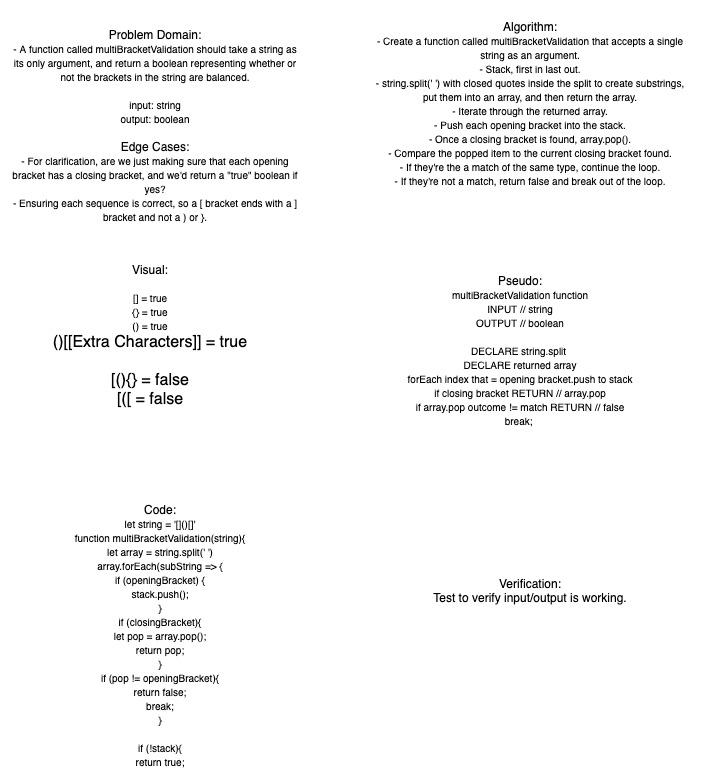 Problem Domain:
- A function called multiBracketValidation should take a string as
its only argument, and return a boolean representing whether or
not the brackets in the string are balanced.
input: string
output: boolean
Edge Cases:
- For clarification, are we just making sure that each opening
bracket has a closing bracket, and we'd return a "true" boolean if
yes?
- Ensuring each sequence is correct, so a [ bracket ends with a ]
bracket and not a ) or }.
Algorithm:
- Create a function called multiBracketValidation that accepts a single
string as an argument.
- Stack, first in last out.
- string.split(' ') with closed quotes inside the split to create substrings,
put them into an array, and then return the array.
- Iterate through the returned array.
- Push each opening bracket into the stack.
- Once a closing bracket is found, array.pop().
- Compare the popped item to the current closing bracket found.
- If they're the a match of the same type, continue the loop.
- If they're not a match, return false and break out of the loop.
Visual:
[] = true
{} = true
() = true
()[[Extra Characters]] = true
[(){} = false
[([ = false
Pseudo:
multiBracketValidation function
INPUT // string
OUTPUT // boolean
DECLARE string.split
DECLARE returned array
forEach index that = opening bracket.push to stack
if closing bracket RETURN // array.pop
if array.pop outcome != match RETURN // false
break;
Code:
let string = '[]()[]'
function multiBracketValidation(string){
let array = string.split(' ')
array.forEach(subString => {
if (openingBracket) {
stack.push();
}
if (closingBracket){
let pop = array.pop();
return pop;
}
if (pop != openingBracket){
return false;
break;
}
if (!stack){
return true;
Verification:
Test to verify input/output is working.